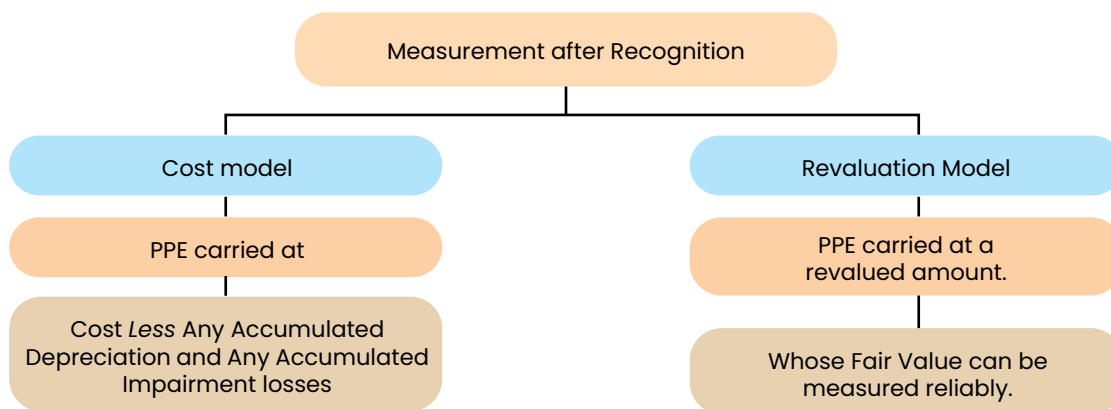 Measurement after Recognition
Cost model
Revaluation Model
PPE carried at
PPE carried at a
revalued amount.
Cost Less Any Accumulated
Depreciation and Any Accumulated
Impairment losses
Whose Fair Value can be
measured reliably.